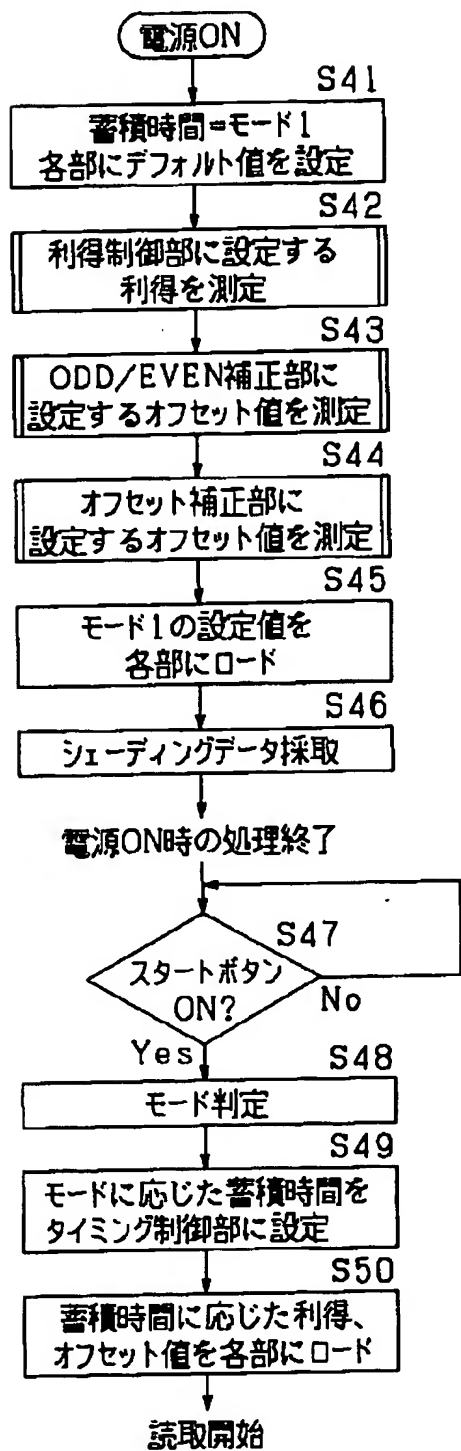 電源ON
S41
蓄積時間=モード1
各部にデフォルト値を設定
S42
利得制御部に設定する
利得を測定
S43
ODD/EVEN補正部に
設定するオフセット値を測定
S44
オフセット補正部に
設定するオフセット値を測定
S45
モード1の設定値を
各部にロード
S46
シェーディングデータ採取
電源ON時の処理終了
S47
スタートボタン
ON?
No
Yes
S48
モード判定
S49
モードに応じた蓄積時間を
タイミング制御部に設定
S50
蓄積時間に応じた利得、
オフセット値を各部にロード
読取開始